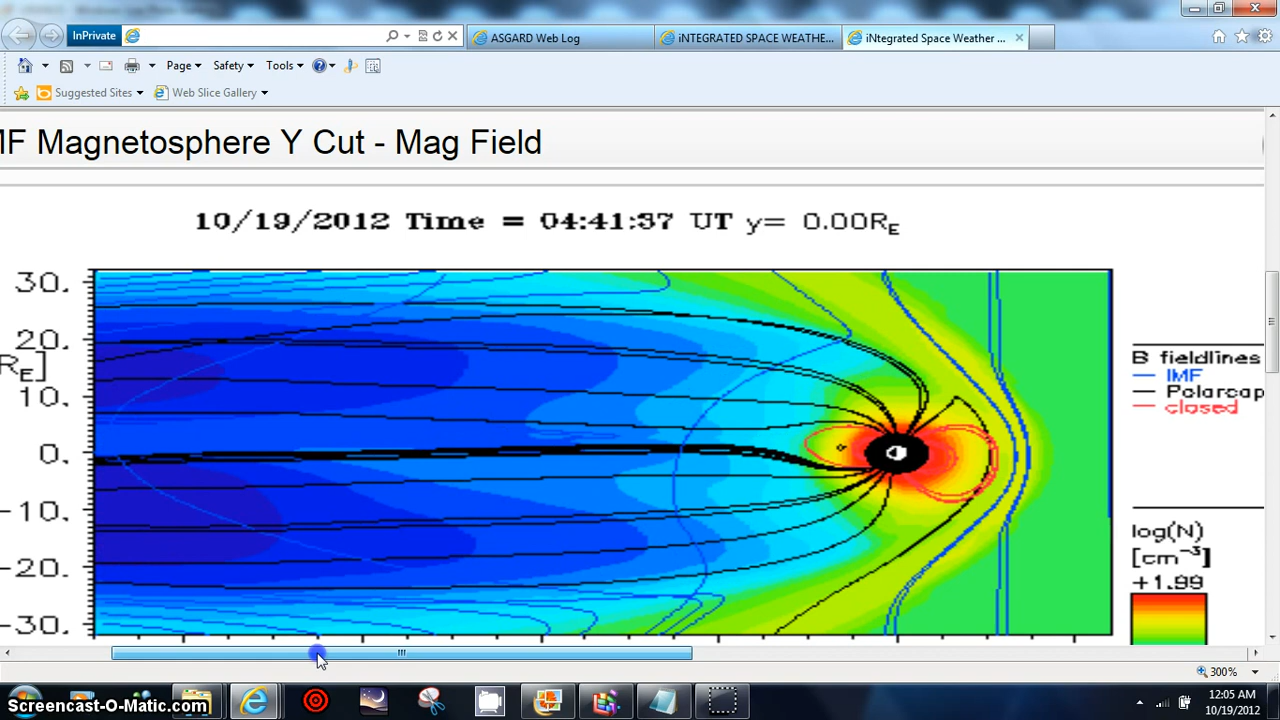 InPrivate
ASGARD Web Log
iNTEGRATED SPACE WEATHE...
iNtegrated Space Weather ...
Page
Safety
Tools
Suggested Sites
Web Slice Gallery
MF Magnetosphere Y Cut - Mag Field
10/19/2012 Time = 04:41:37 UT y= 0.00RE
30.
20.
RE]
10.
0.
-10.
-20.
-30.
B fieldlines
IMF
Polarcap
closed
log(N)
[cm-3]
+1.99
300%
Screencast-O-Matic.com
12:05 AM
10/19/2012